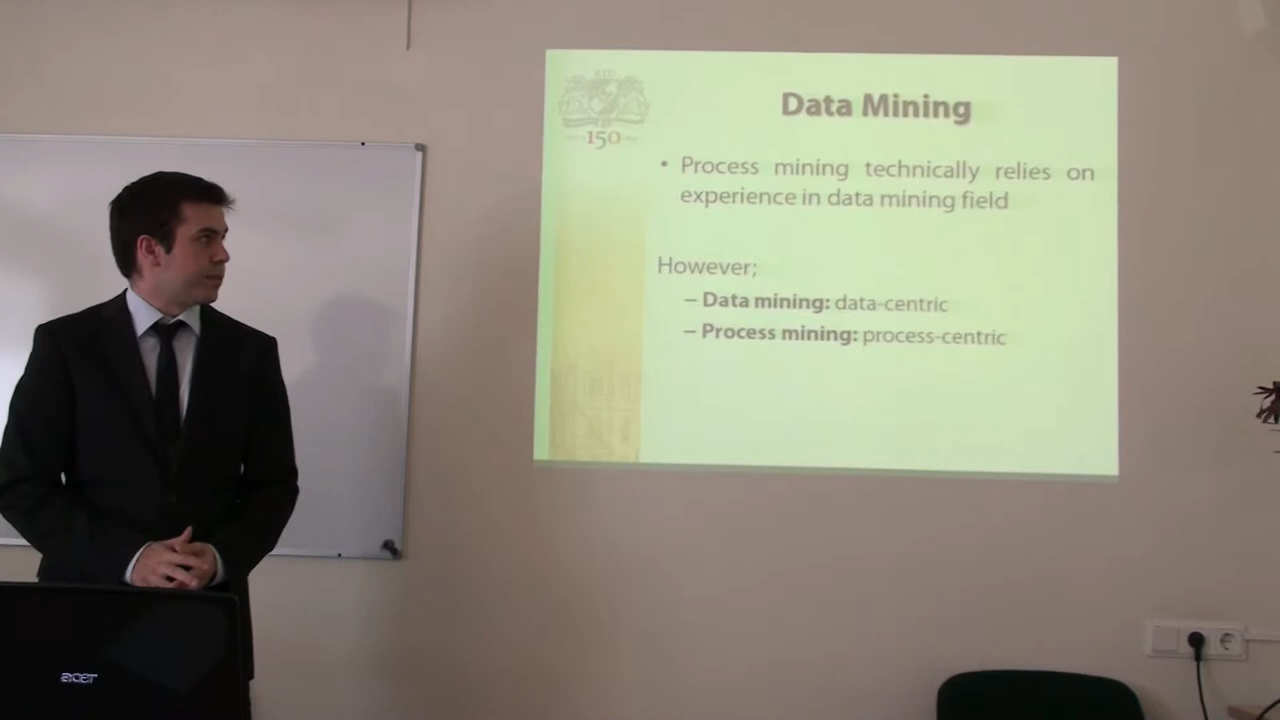 150
Data Mining
• Process mining technically relies on
experience in data mining field
However;
– Data mining: data-centric
– Process mining: process-centric
acer